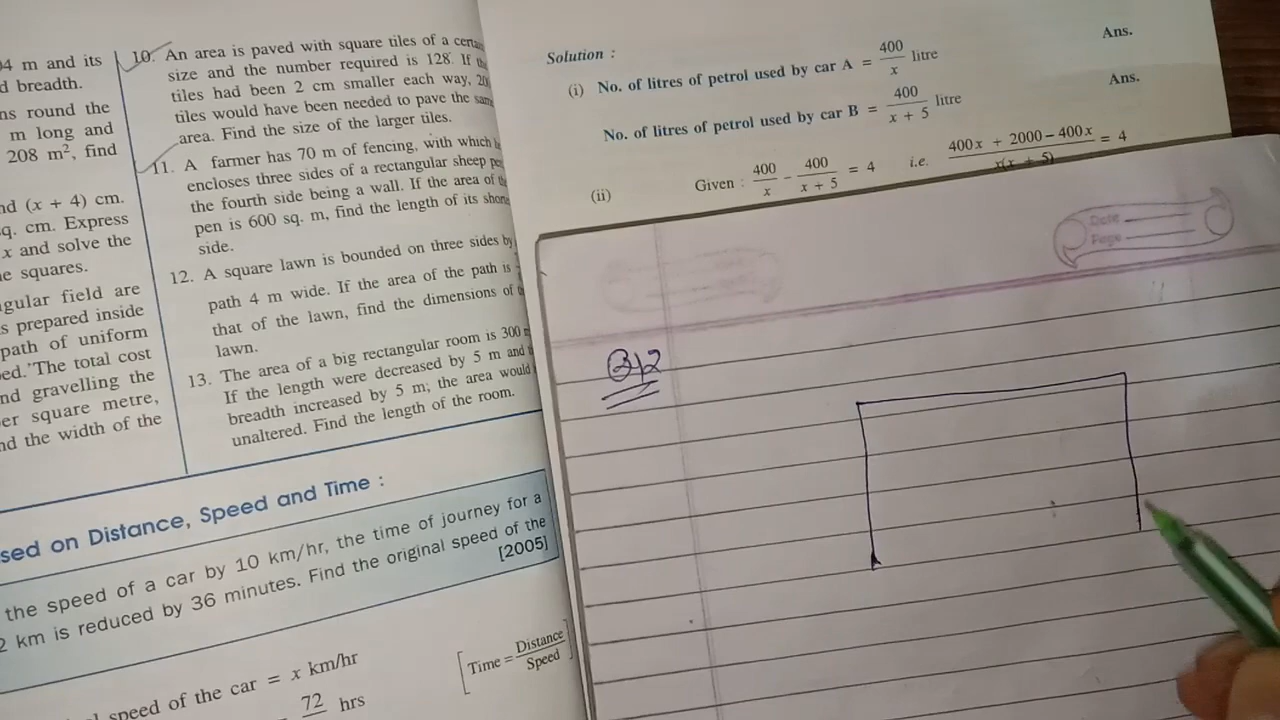 4 m and its
d breadth.
ns round the
m long and
208 m², find
nd (x + 4) cm.
q. cm. Express
x and solve the
e squares.
ngular field are
s prepared inside
path of uniform
ed. The total cost
nd gravelling the
er square metre,
nd the width of the
10. An area is paved with square tiles of a certa
size and the number required is 128. If
tiles had been 2 cm smaller each way, 20
tiles would have been needed to pave the sam
area. Find the size of the larger tiles.
11. A farmer has 70 m of fencing, with which
encloses three sides of a rectangular sheep pe
the fourth side being a wall. If the area of
pen is 600 sq. m, find the length of its short
side.
12. A square lawn is bounded on three sides by
path 4 m wide. If the area of the path is
that of the lawn, find the dimensions of
lawn.
13. The area of a big rectangular room is 300
If the length were decreased by 5 m and
breadth increased by 5 m; the area would
unaltered. Find the length of the room.
sed on Distance, Speed and Time :
the speed of a car by 10 km/hr, the time of journey for a
2 km is reduced by 36 minutes. Find the original speed of the
[2005]
speed of the car = x km/hr
[Time = Distance/Speed]
72 hrs
Ans.
Solution :
(i) No. of litres of petrol used by car A = 400/x litre
Ans.
No. of litres of petrol used by car B = 400/(x + 5) litre
(ii) Given : 400/x - 400/(x + 5) = 4 i.e. (400x + 2000 – 400x)/(x(x + 5)) = 4
Date
Page
Q12